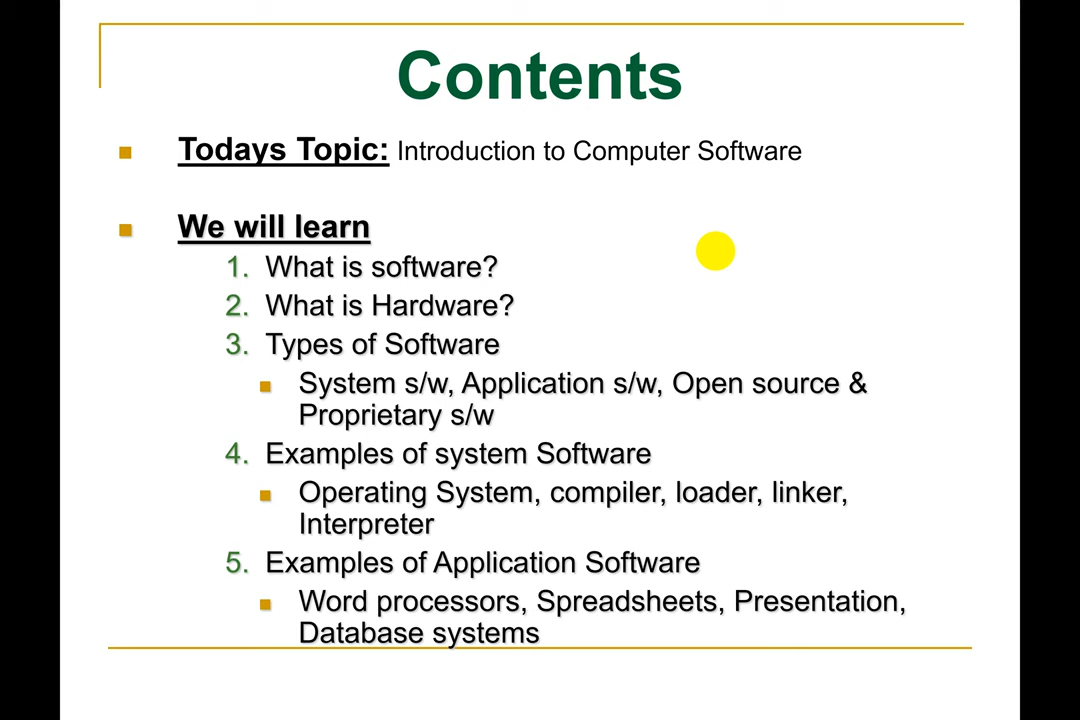 Contents
Todays Topic: Introduction to Computer Software
We will learn
1. What is software?
2. What is Hardware?
3. Types of Software
System s/w, Application s/w, Open source &
Proprietary s/w
4. Examples of system Software
Operating System, compiler, loader, linker,
Interpreter
5. Examples of Application Software
Word processors, Spreadsheets, Presentation,
Database systems